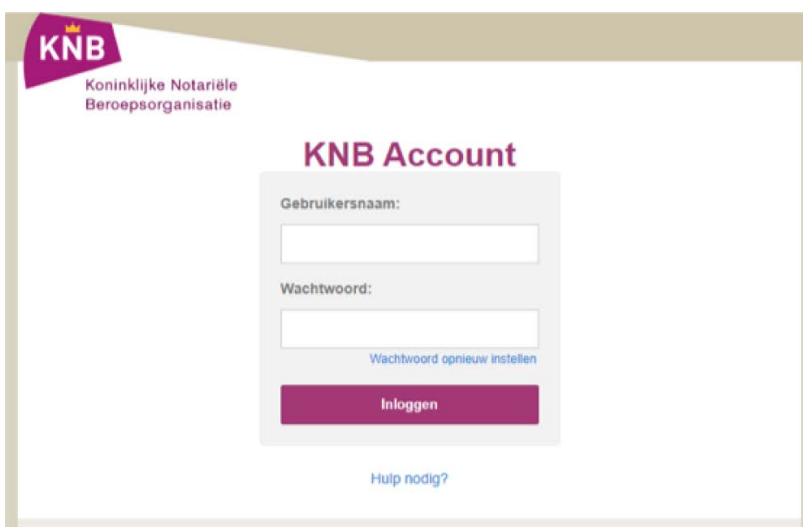 KNB
Koninklijke Notariële
Beroepsorganisatie
KNB Account
Gebruikersnaam:
Wachtwoord:
Wachtwoord opnieuw instellen
Inloggen
Hulp nodig?